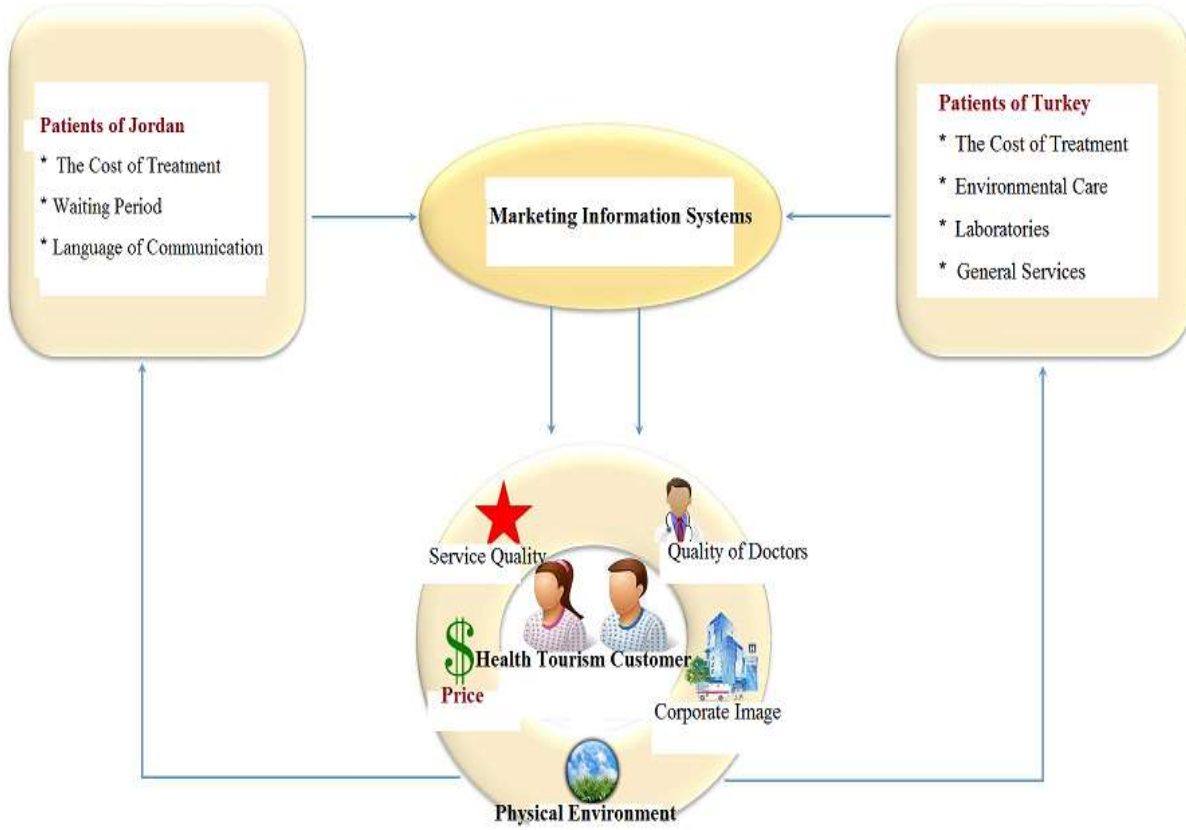 Patients of Jordan
* The Cost of Treatment
* Waiting Period
* Language of Communication
Marketing Information Systems
Patients of Turkey
* The Cost of Treatment
* Environmental Care
* Laboratories
* General Services
Service Quality
Quality of Doctors
Health Tourism Customer
Price
Corporate Image
Physical Environment